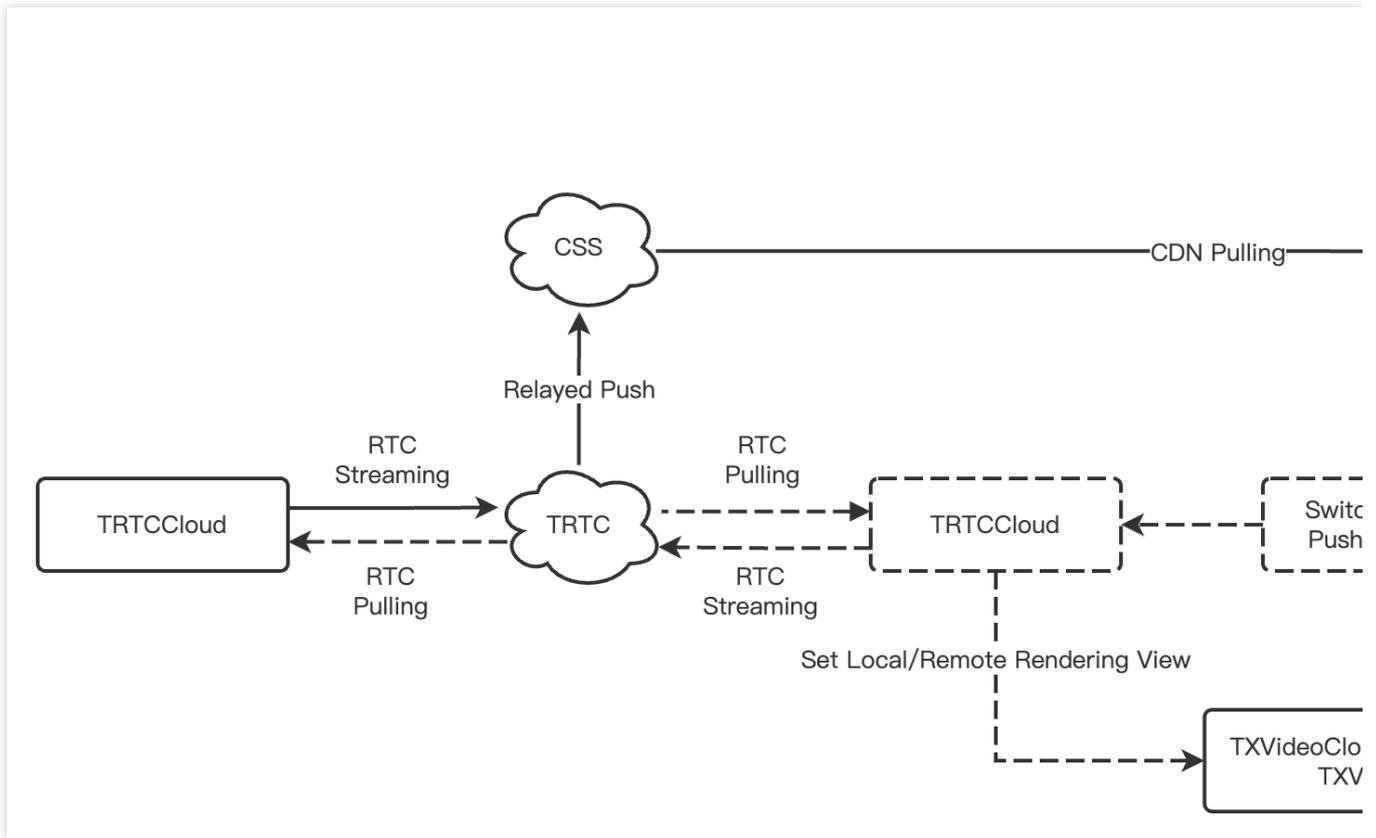 CSS
CDN Pulling
Relayed Push
RTC
Streaming
RTC
Pulling
TRTCCloud
TRTC
TRTCCloud
Push
RTC
Pulling
RTC
Streaming
Set Local/Remote Rendering View